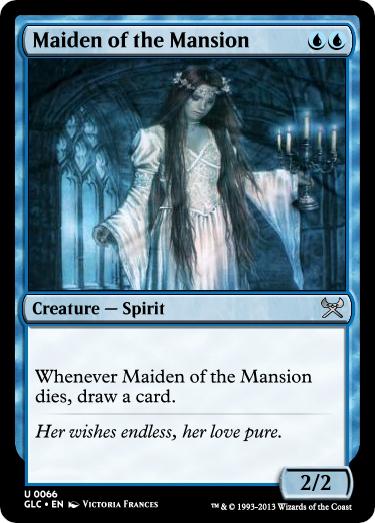 Maiden of the Mansion
Creature — Spirit
Whenever Maiden of the Mansion
dies, draw a card.
Her wishes endless, her love pure.
2/2
U 0066
GLC • EN VICTORIA FRANCES
™ & © 1993-2013 Wizards of the Coast